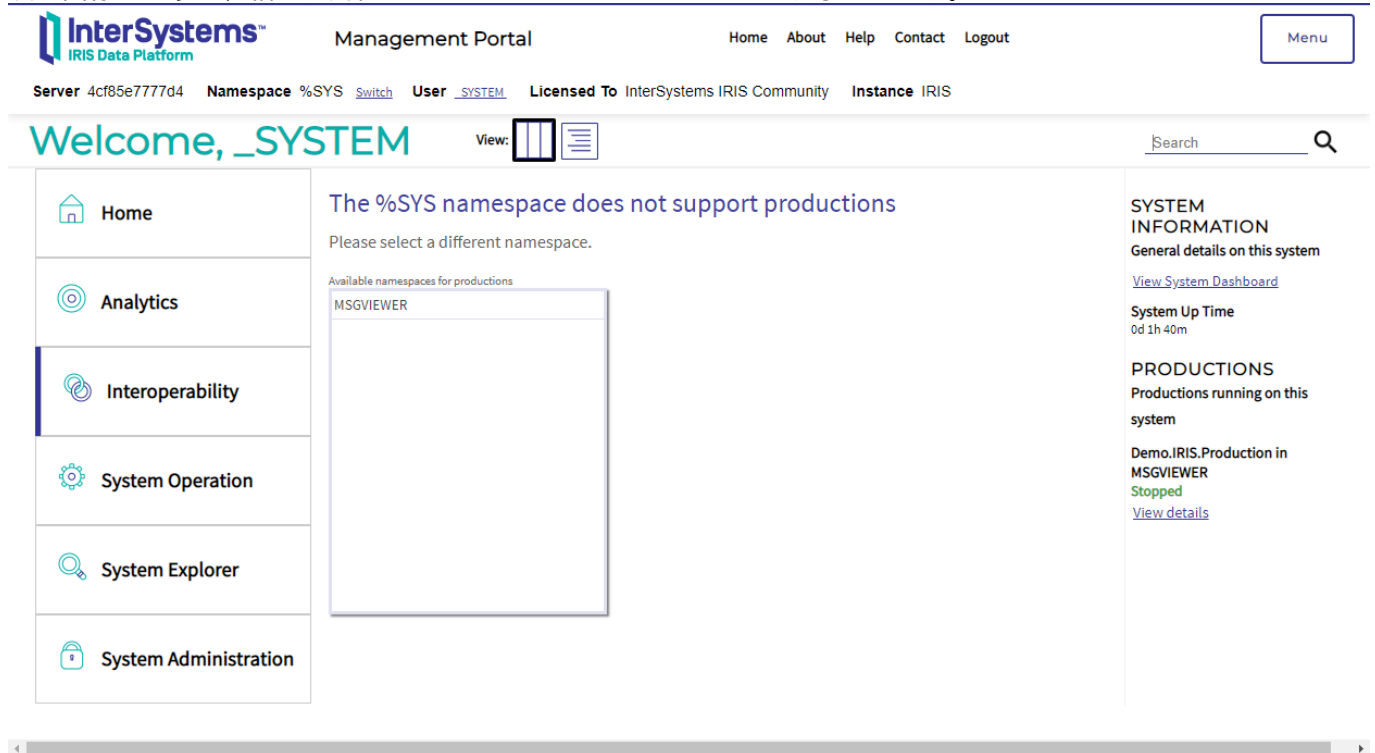 InterSystems™
IRIS Data Platform
Management Portal
Home About Help Contact Logout
Menu
Server 4cf85e7777d4 Namespace %SYS Switch User _SYSTEM Licensed To InterSystems IRIS Community Instance IRIS
Welcome, _SYSTEM
View:
Search
Home
Analytics
Interoperability
System Operation
System Explorer
System Administration
The %SYS namespace does not support productions
Please select a different namespace.
Available namespaces for productions
MSGVIEWER
SYSTEM
INFORMATION
General details on this system
View System Dashboard
System Up Time
0d 1h 40m
PRODUCTIONS
Productions running on this
system
Demo.IRIS.Production in
MSGVIEWER
Stopped
View details